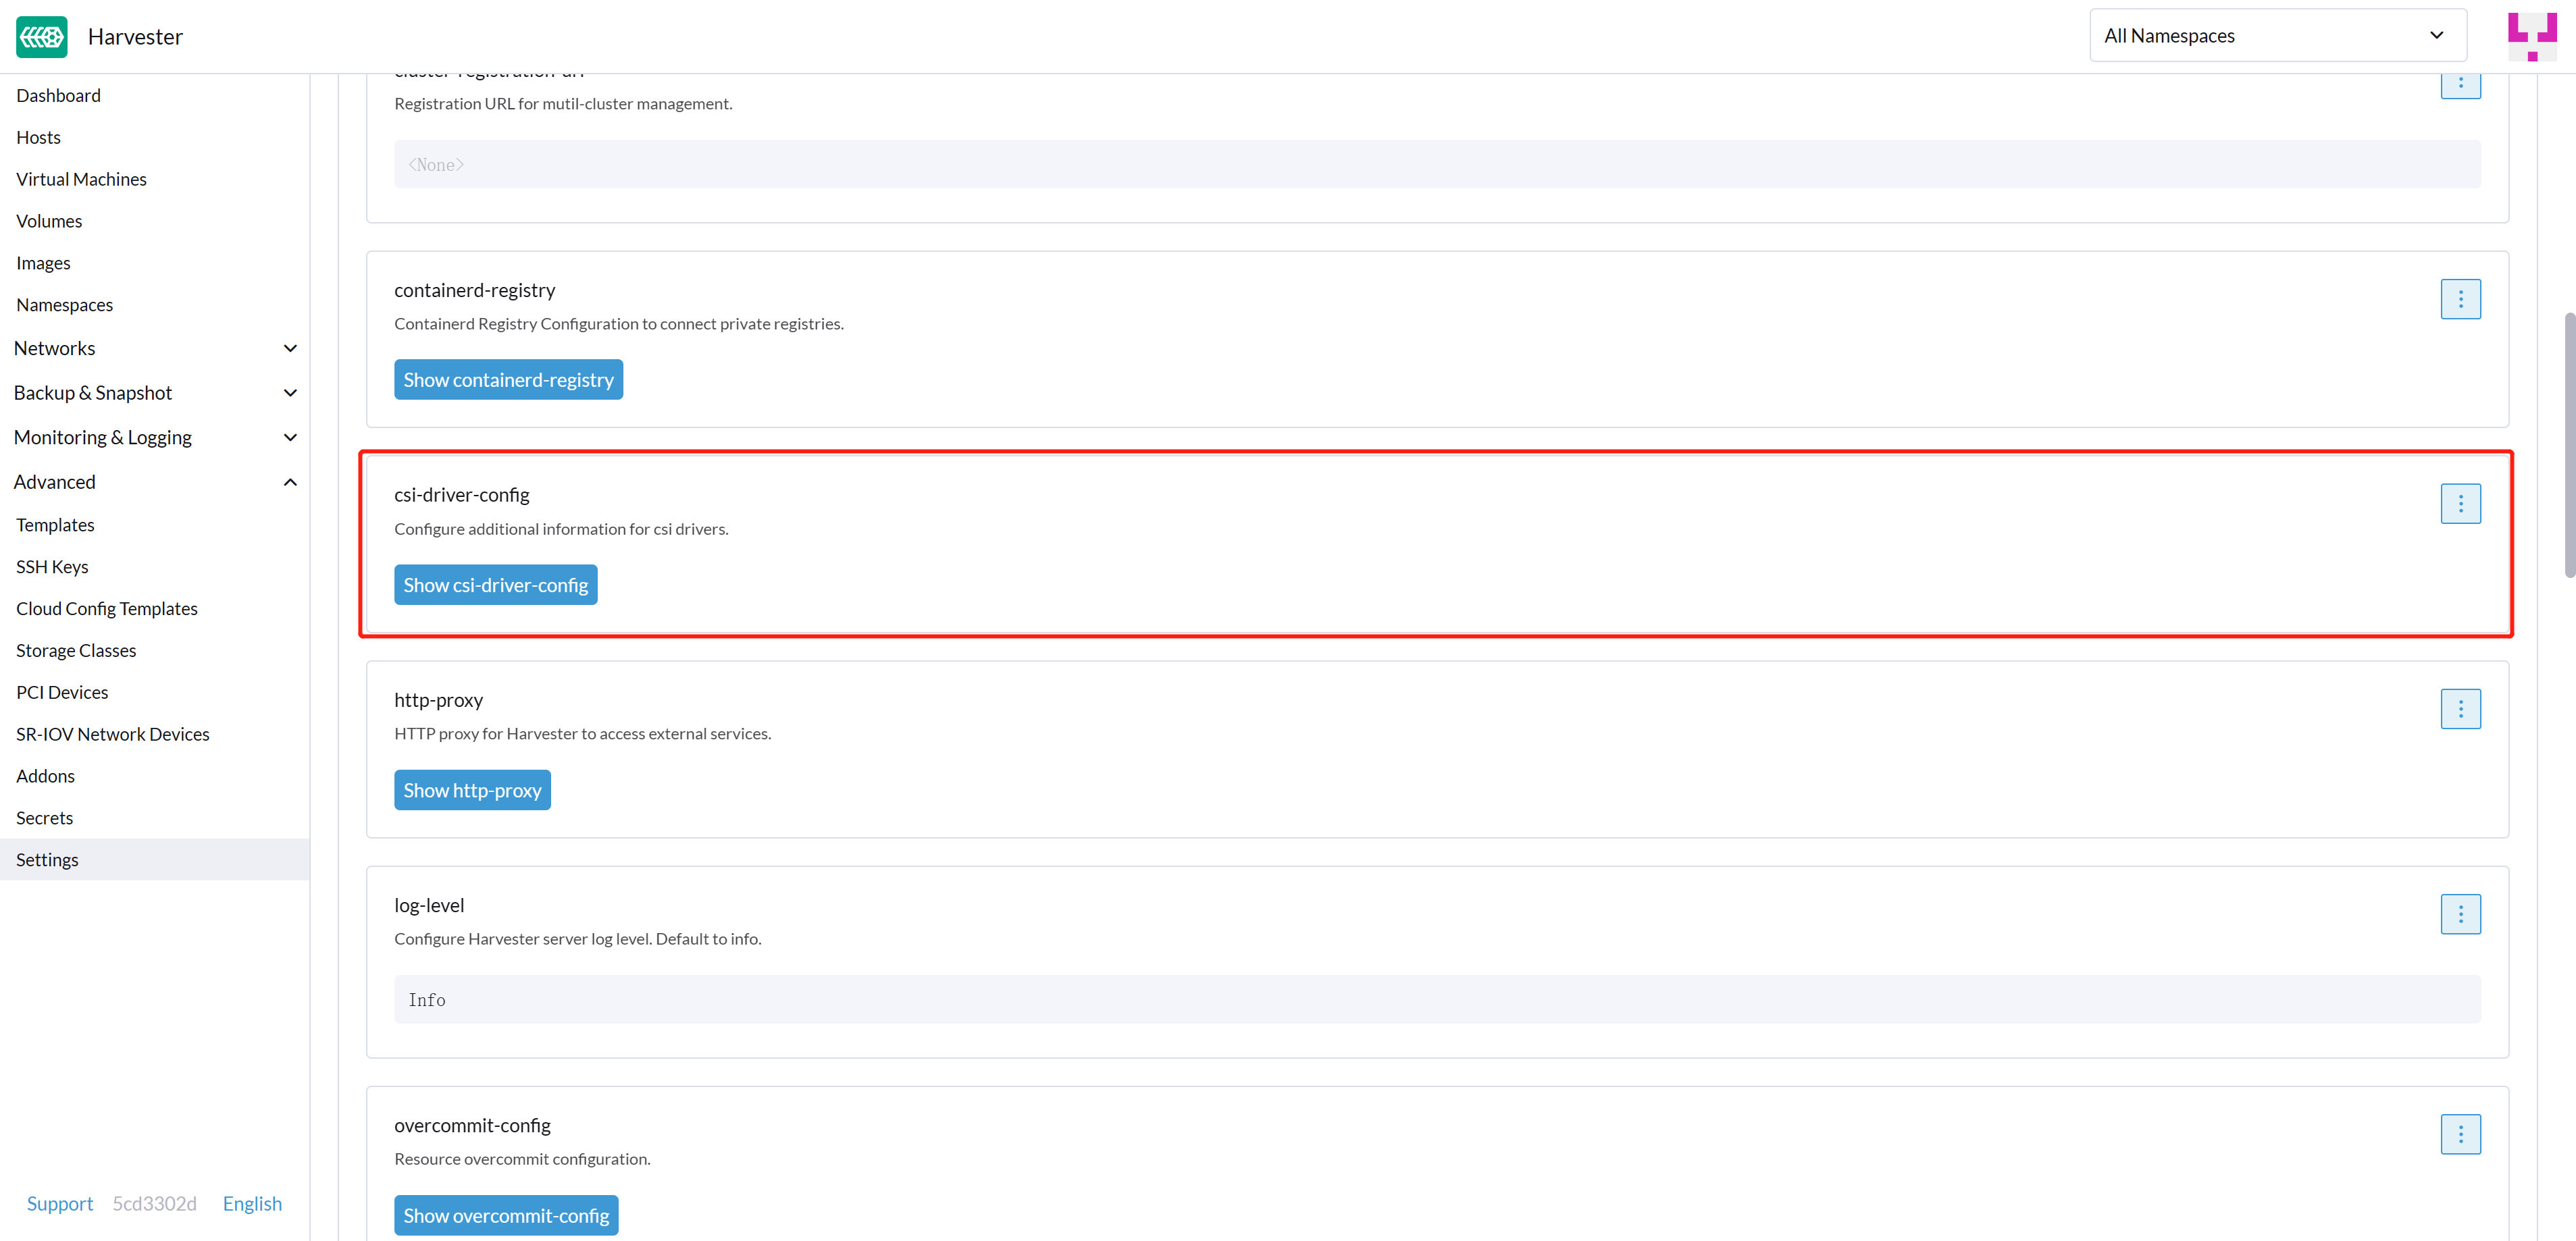 Harvester
All Namespaces
Dashboard
Hosts
Virtual Machines
Volumes
Images
Namespaces
Networks
Backup & Snapshot
Monitoring & Logging
Advanced
Templates
SSH Keys
Cloud Config Templates
Storage Classes
PCI Devices
SR-IOV Network Devices
Addons
Secrets
Settings
Support 5cd3302d English
cluster-registration-url
Registration URL for mutil-cluster management.
<None>
containerd-registry
Containerd Registry Configuration to connect private registries.
Show containerd-registry
csi-driver-config
Configure additional information for csi drivers.
Show csi-driver-config
http-proxy
HTTP proxy for Harvester to access external services.
Show http-proxy
log-level
Configure Harvester server log level. Default to info.
Info
overcommit-config
Resource overcommit configuration.
Show overcommit-config